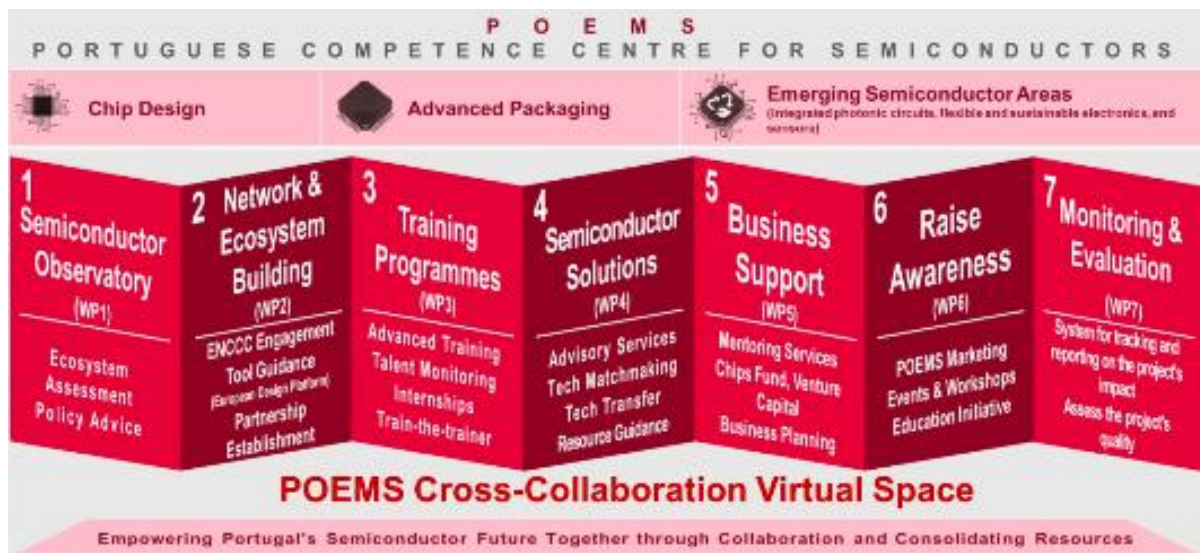 POEMS
PORTUGUESE COMPETENCE CENTRE FOR SEMICONDUCTORS
Chip Design
Advanced Packaging
Emerging Semiconductor Areas
(Integrated photonic circuits, flexible and sustainable electronics, and
sensors)
1
Semiconductor
Observatory
(WP1)
Ecosystem
Assessment
Policy Advice
2
Network &
Ecosystem
Building
(WP2)
ENCCC Engagement
Tool Guidance
(European Design Platform)
Partnership
Establishment
3
Training
Programmes
(WP3)
Advanced Training
Talent Monitoring
Internships
Train-the-trainer
4
Semiconductor
Solutions
(WP4)
Advisory Services
Tech Matchmaking
Tech Transfer
Resource Guidance
5
Business
Support
(WP5)
Mentoring Services
Chips Fund, Venture
Capital
Business Planning
6
Raise
Awareness
(WP6)
POEMS Marketing
Events & Workshops
Education Initiative
7
Monitoring &
Evaluation
(WP7)
System for tracking and
reporting on the project's
impact
Assess the project's
quality
POEMS Cross-Collaboration Virtual Space
Empowering Portugal's Semiconductor Future Together through Collaboration and Consolidating Resources